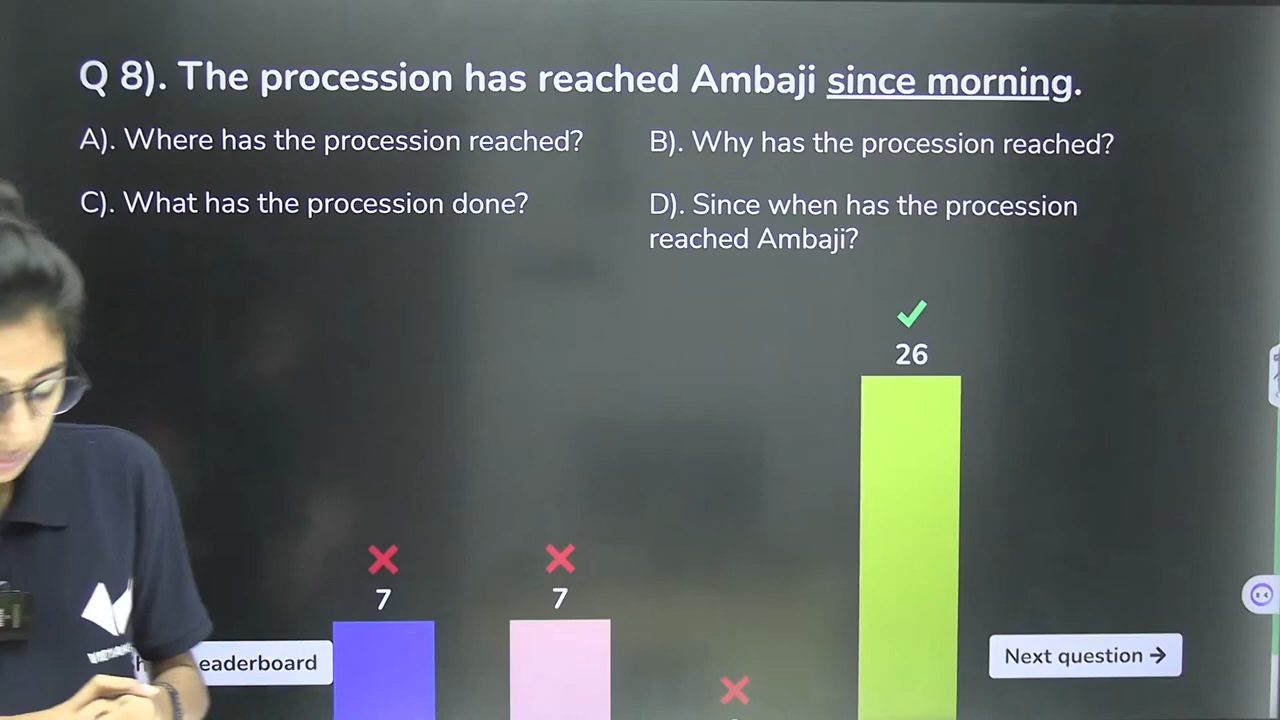 Q 8). The procession has reached Ambaji since morning.
A). Where has the procession reached?
B). Why has the procession reached?
C). What has the procession done?
D). Since when has the procession
reached Ambaji?
26
7
7
eaderboard
Next question →